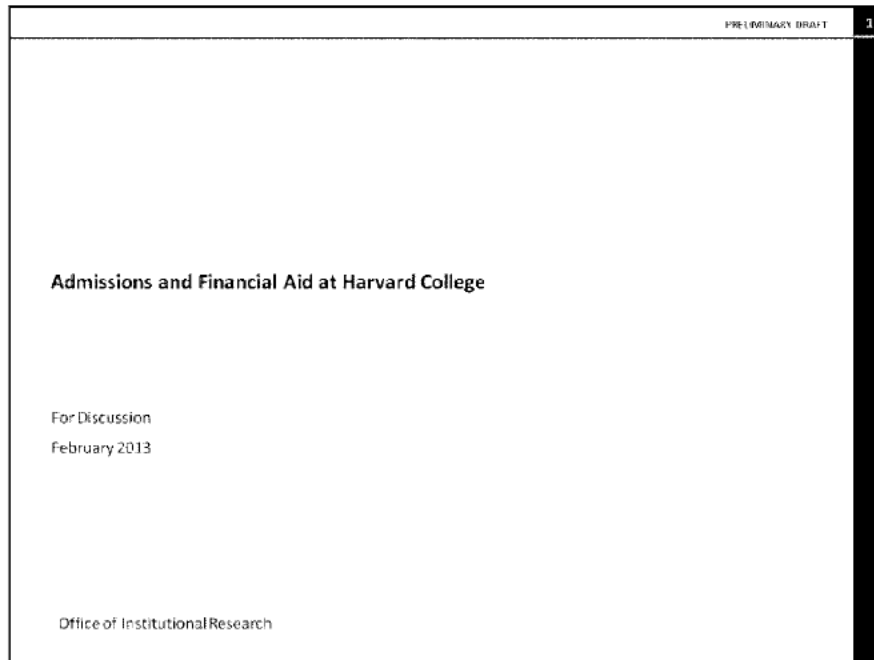 PRELIMINARY DRAFT 1
Admissions and Financial Aid at Harvard College
For Discussion
February 2013
Office of Institutional Research